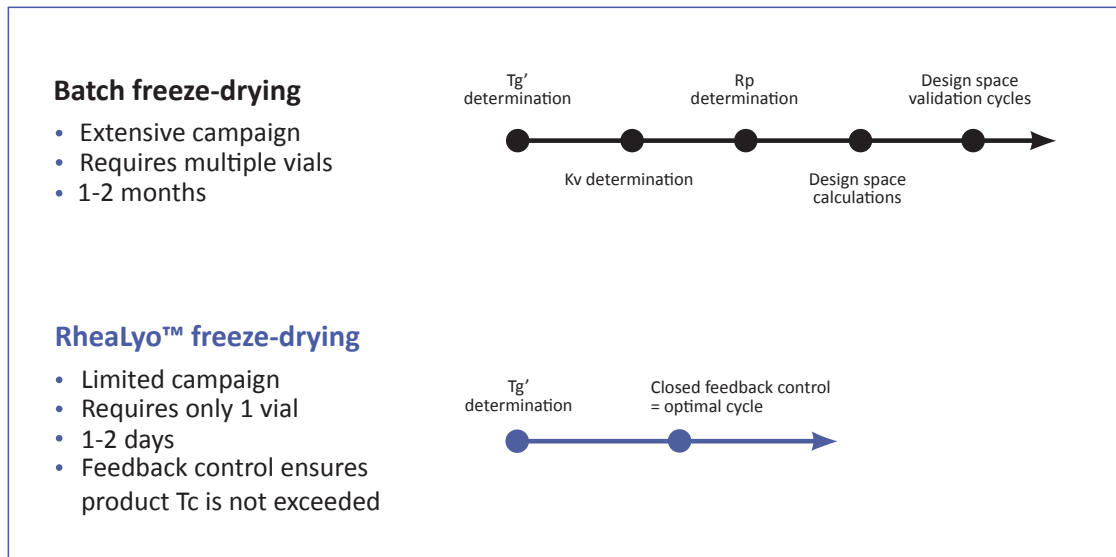 Batch freeze-drying
• Extensive campaign
• Requires multiple vials
• 1-2 months
Tg’
determination
Kv determination
Rp
determination
Design space
calculations
Design space
validation cycles
RheaLyo™ freeze-drying
• Limited campaign
• Requires only 1 vial
• 1-2 days
• Feedback control ensures
product Tc is not exceeded
Tg’
determination
Closed feedback control
= optimal cycle